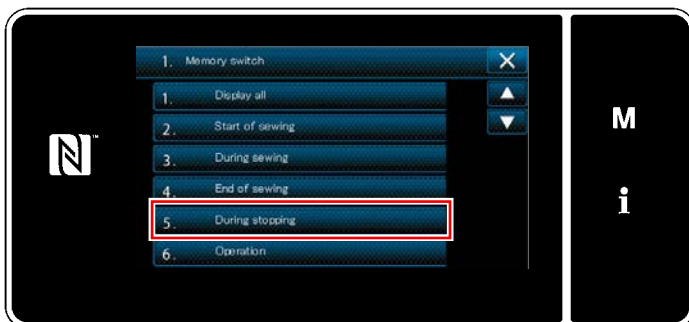 1. Memory switch
1. Display all
2. Start of sewing
3. During sewing
4. End of sewing
5. During stopping
6. Operation
N
M
i